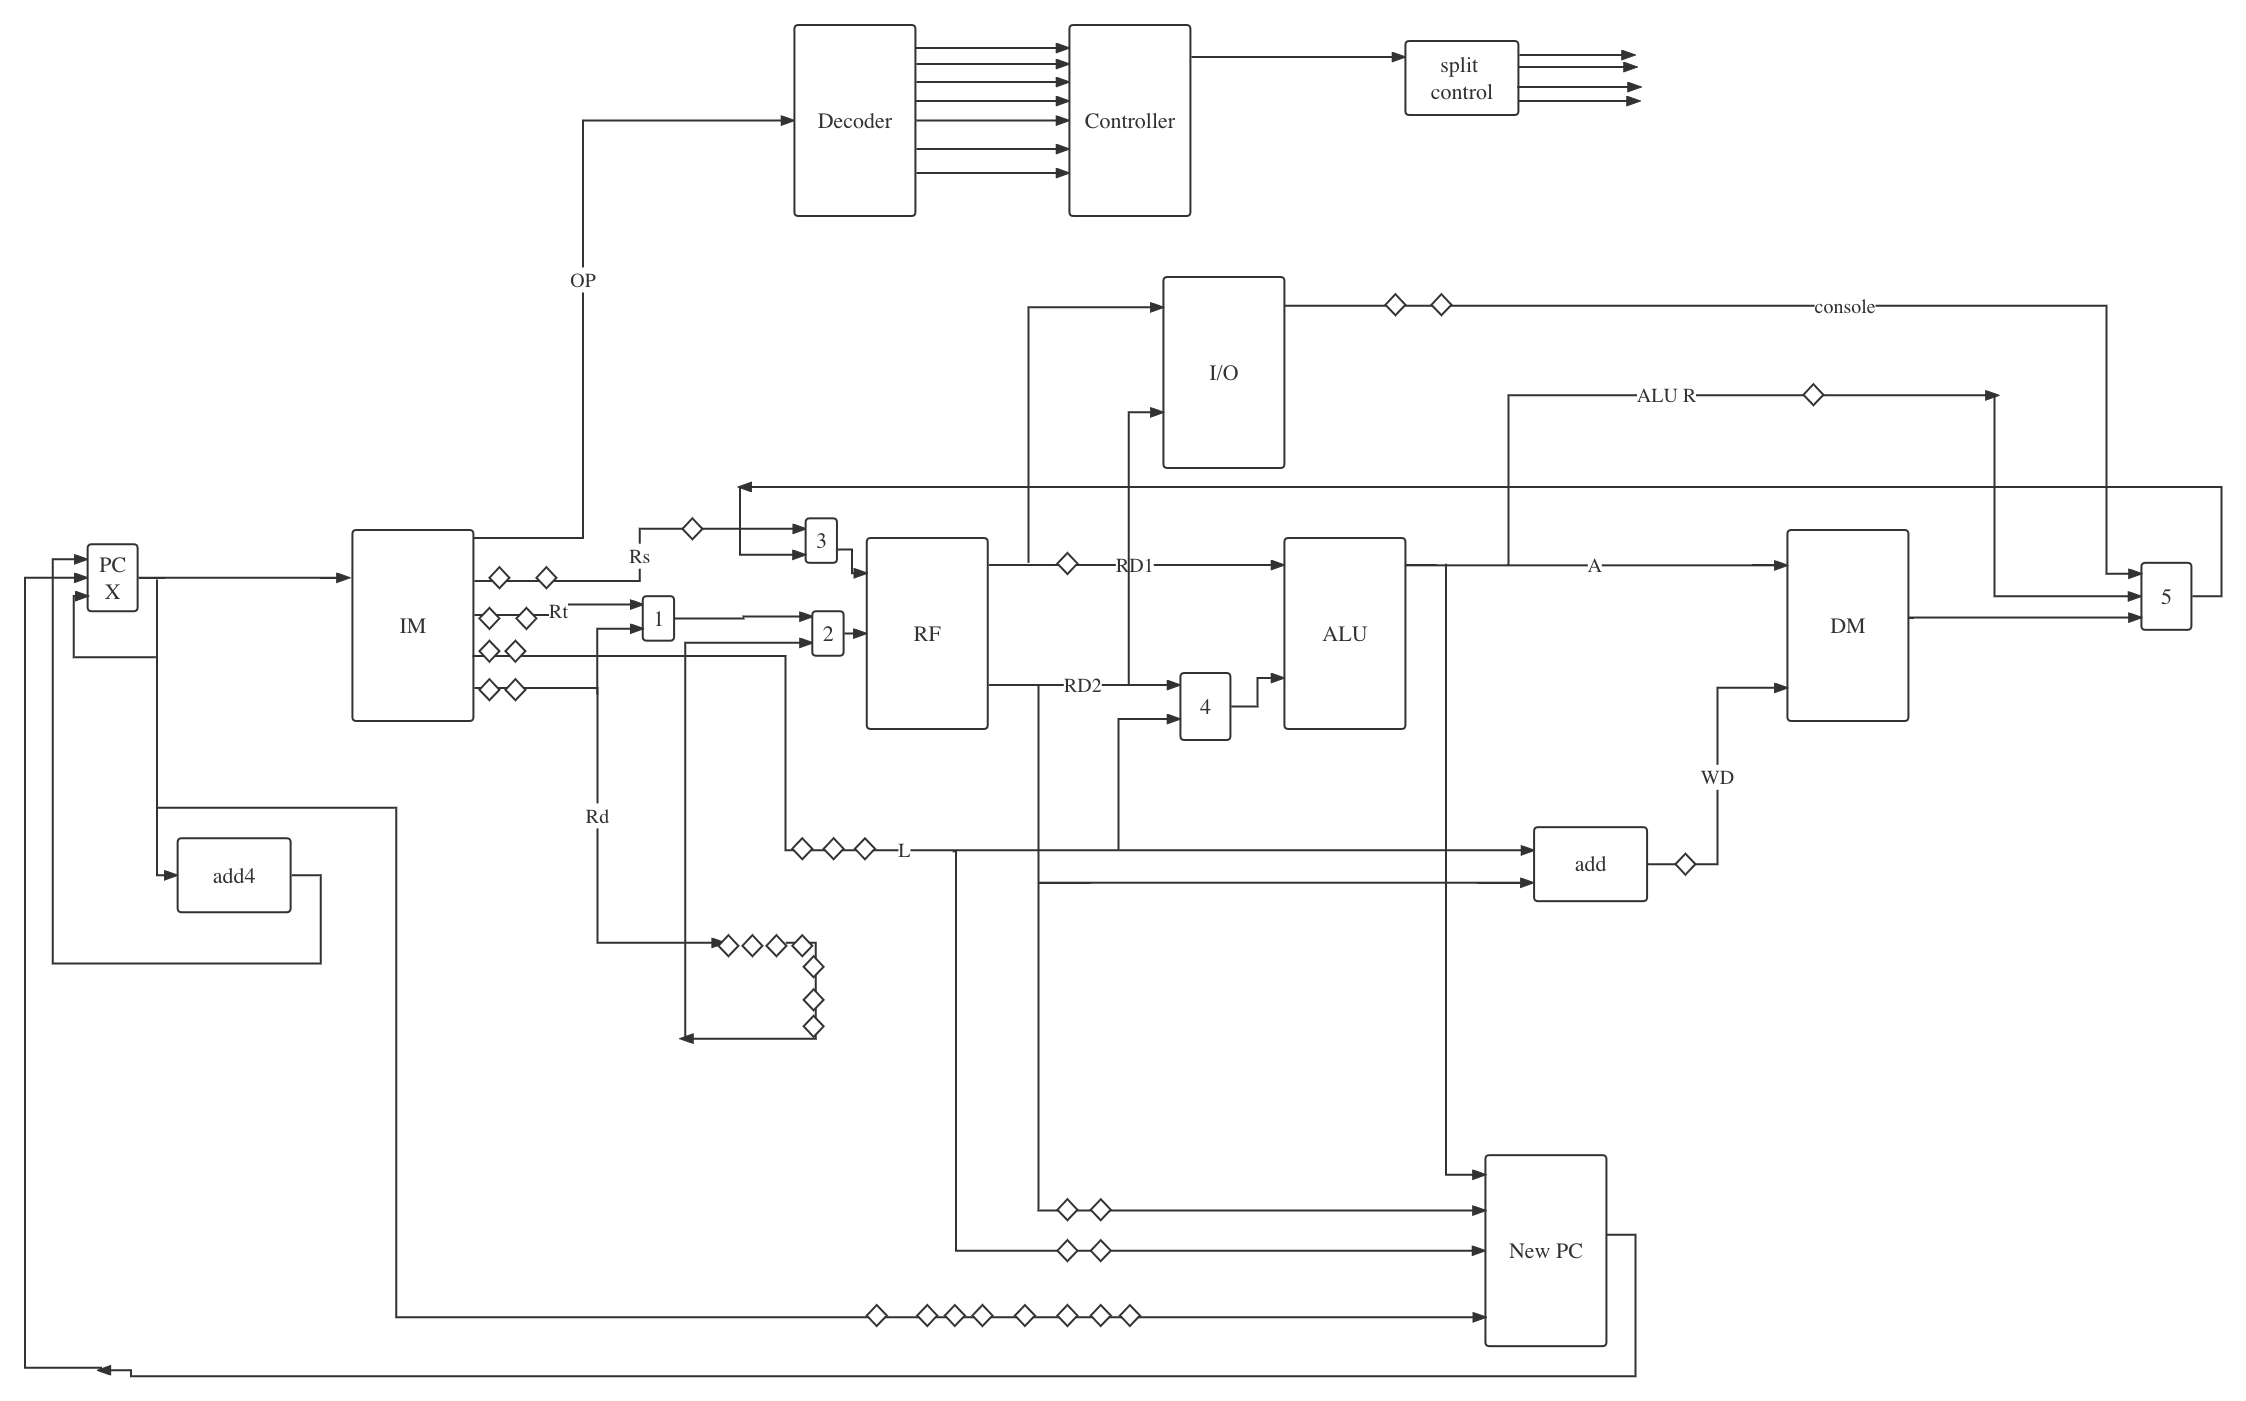 split
control
Decoder
Controller
OP
console
I/O
ALU R
3
Rs
PC
X
RD1
A
5
Rt
1
IM
2
RF
ALU
DM
RD2
4
WD
Rd
L
add
add4
New PC